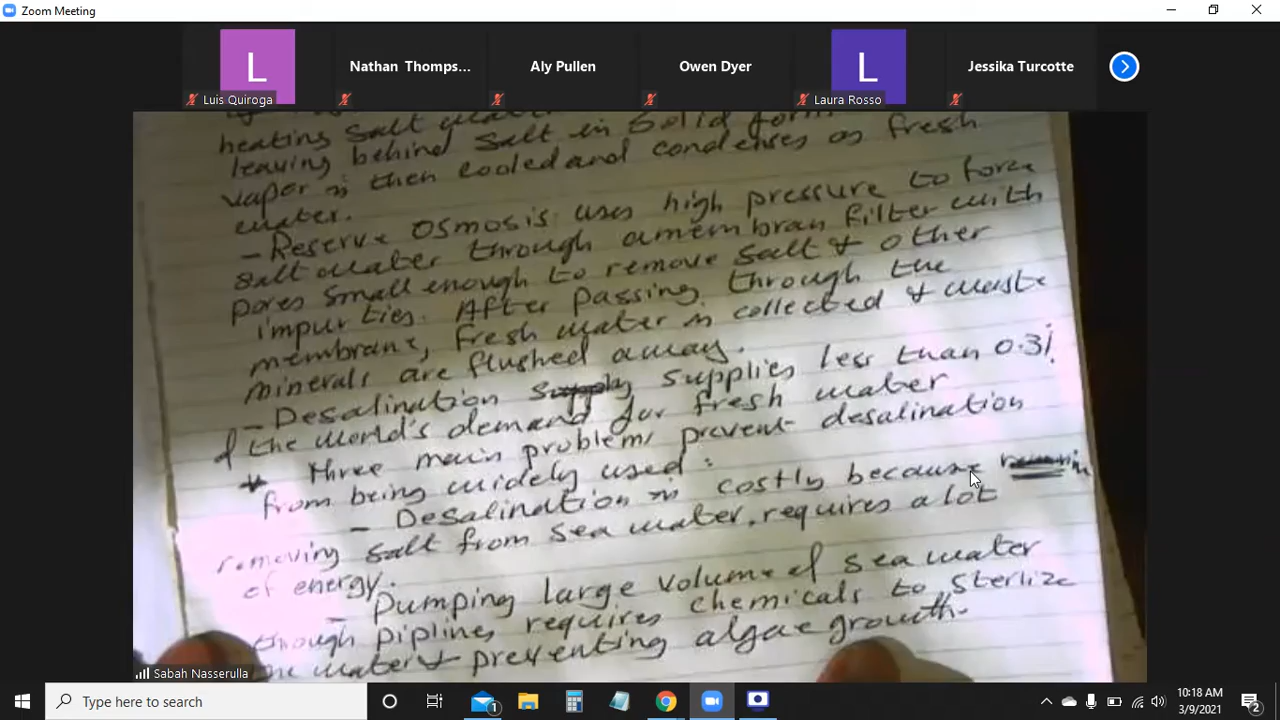 Zoom Meeting
L
Luis Quiroga
Nathan Thomps...
Aly Pullen
Owen Dyer
L
Laura Rosso
Jessika Turcotte
heating salt water
leaving behind salt in solid form
vapor is then cooled and condenses as fresh
water.
- Reserve osmosis uses high pressure to force
salt water through a membran filter with
pores small enough to remove salt & other
impurties. After passing through the
membrane, fresh water is collected & waste
minerals are flushed away.
- Desalination supplies less than 0.3%
of the world's demand for fresh water
* three main problems prevent desalination
from being widely used:
- Desalination is costly because
removing salt from sea water, requires a lot
of energy.
- Pumping large volume of sea water
though piplines requires chemicals to sterlize
the water & preventing algae growth.
Sabah Nasserulla
Type here to search
1
10:18 AM
3/9/2021
2